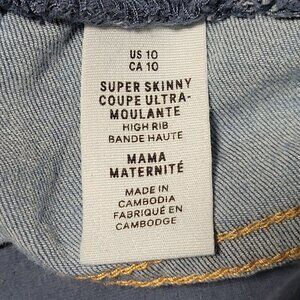 US 10
CA 10
SUPER SKINNY
COUPE ULTRA-
MOULANTE
HIGH RIB
BANDE HAUTE
MAMA
MATERNITÉ
MADE IN
CAMBODIA
FABRIQUÉ EN
CAMBODGE